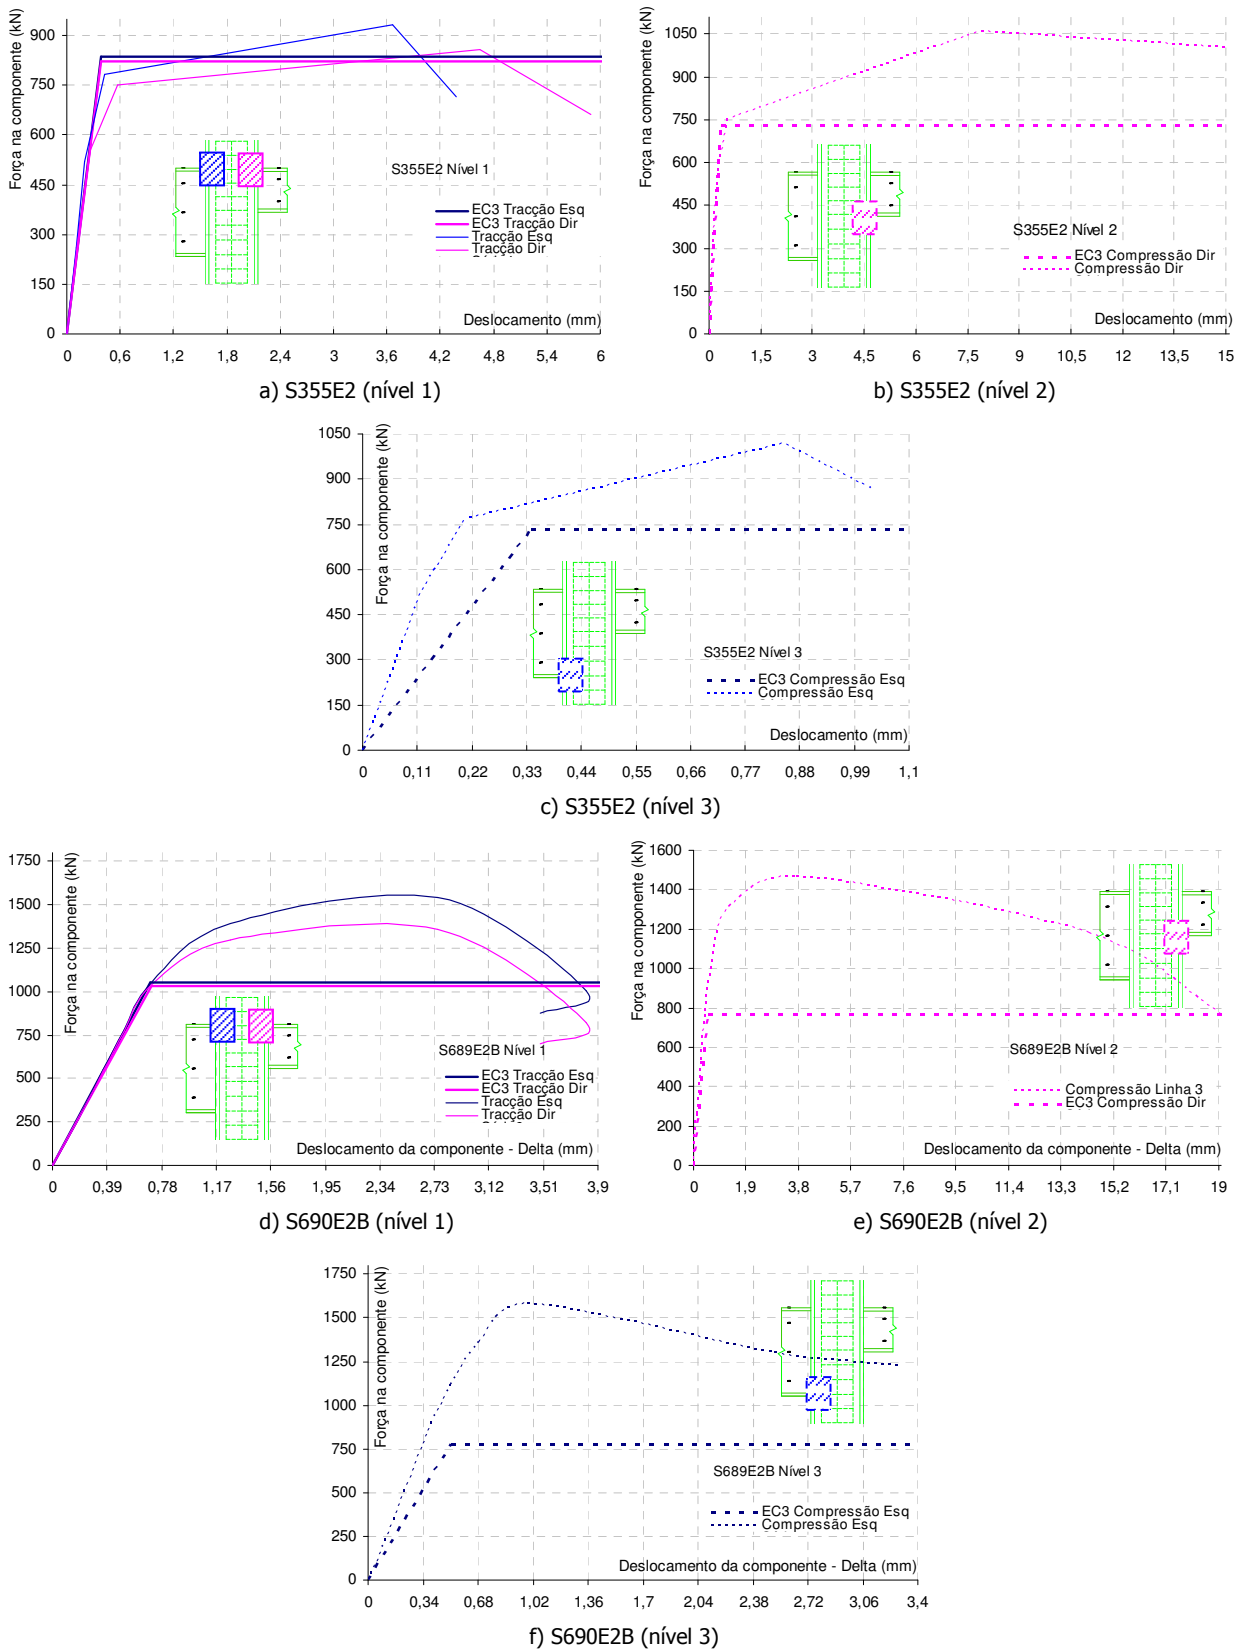 Força na componente (kN)
900
750
600
450
300
150
0
S355E2 Nível 1
EC3 Tracção Esq
EC3 Tracção Dir
Tracção Esq
Tracção Dir
Deslocamento (mm)
0 0,6 1,2 1,8 2,4 3 3,6 4,2 4,8 5,4 6
a) S355E2 (nível 1)
Força na componente (kN)
1050
900
750
600
450
300
150
0
S355E2 Nível 2
EC3 Compressão Dir
Compressão Dir
Deslocamento (mm)
0 1,5 3 4,5 6 7,5 9 10,5 12 13,5 15
b) S355E2 (nível 2)
Força na componente (kN)
1050
900
750
600
450
300
150
0
S355E2 Nível 3
EC3 Compressão Esq
Compressão Esq
Deslocamento (mm)
0 0,11 0,22 0,33 0,44 0,55 0,66 0,77 0,88 0,99 1,1
c) S355E2 (nível 3)
Força na componente (kN)
1750
1500
1250
1000
750
500
250
0
S689E2B Nível 1
EC3 Tracção Esq
EC3 Tracção Dir
Tracção Esq
Tracção Dir
Deslocamento da componente - Delta (mm)
0 0,39 0,78 1,17 1,56 1,95 2,34 2,73 3,12 3,51 3,9
d) S690E2B (nível 1)
Força na componente (kN)
1600
1400
1200
1000
800
600
400
200
0
S689E2B Nível 2
Compressão Linha 3
EC3 Compressão Dir
Deslocamento da componente - Delta (mm)
0 1,9 3,8 5,7 7,6 9,5 11,4 13,3 15,2 17,1 19
e) S690E2B (nível 2)
Força na componente (kN)
1750
1500
1250
1000
750
500
250
0
S689E2B Nível 3
EC3 Compressão Esq
Compressão Esq
Deslocamento da componente - Delta (mm)
0 0,34 0,68 1,02 1,36 1,7 2,04 2,38 2,72 3,06 3,4
f) S690E2B (nível 3)